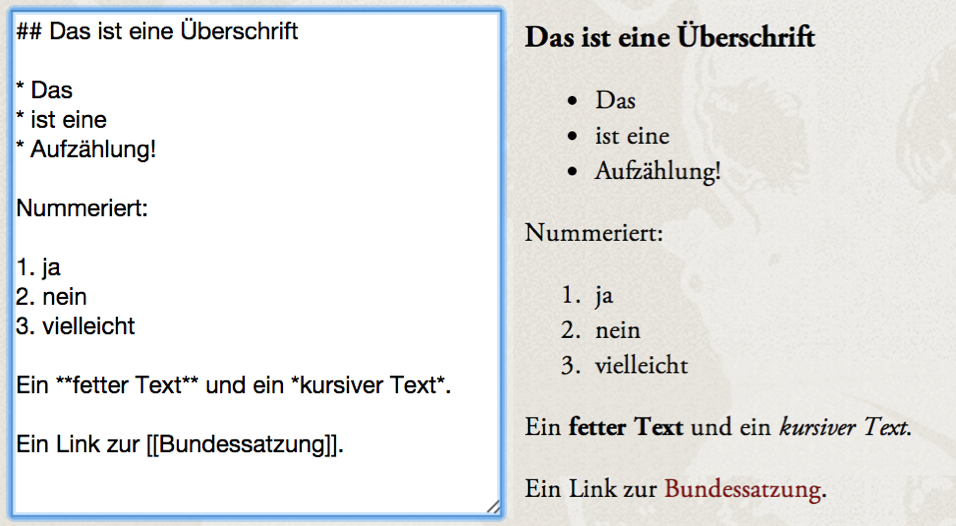 ## Das ist eine Überschrift
* Das
* ist eine
* Aufzählung!
Nummeriert:
1. ja
2. nein
3. vielleicht
Ein **fetter Text** und ein *kursiver Text*.
Ein Link zur [[Bundessatzung]].
Das ist eine Überschrift
• Das
• ist eine
• Aufzählung!
Nummeriert:
1. ja
2. nein
3. vielleicht
Ein fetter Text und ein kursiver Text.
Ein Link zur Bundessatzung.